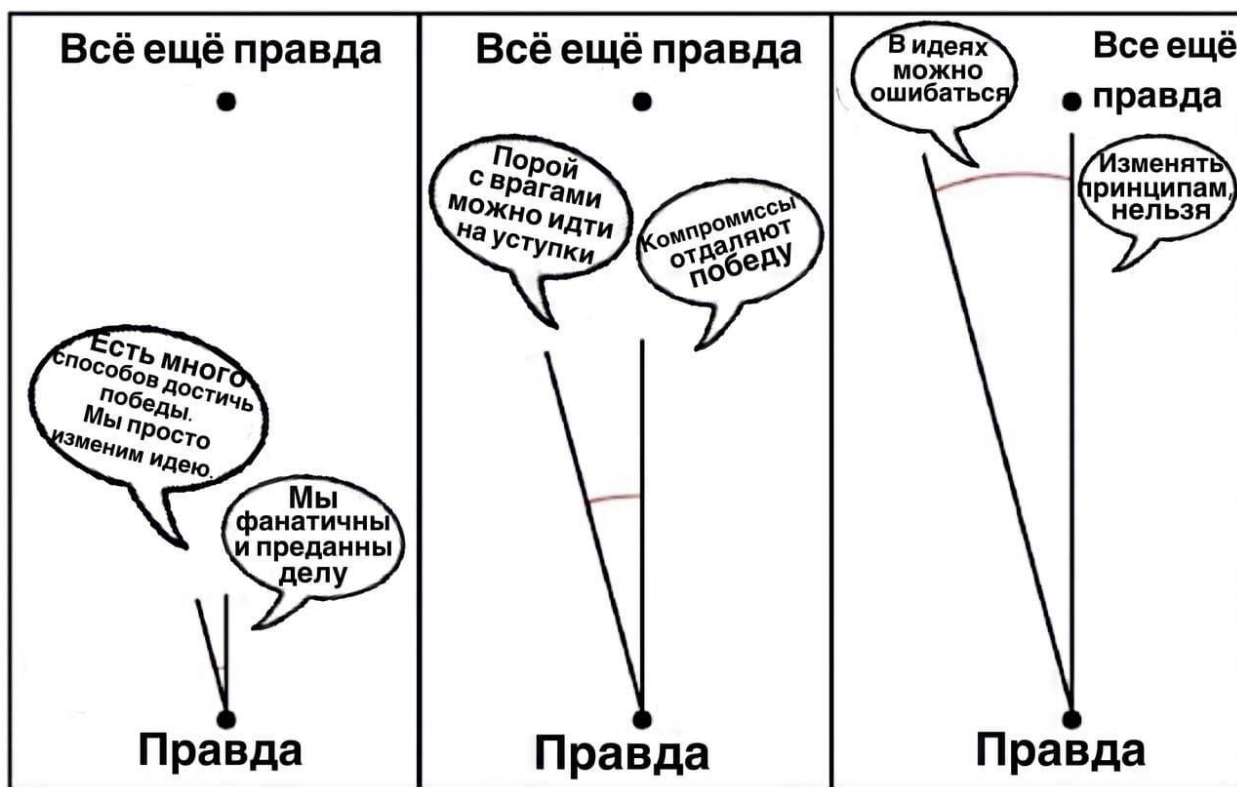 Всё ещё правда
Есть много
способов достичь
победы.
Мы просто
изменим идею.
Мы
фанатичны
и преданны
делу
Правда
Всё ещё правда
Порой
с врагами
можно идти
на уступки
Компромиссы
отдаляют
победу
Правда
Все ещё
правда
В идеях
можно
ошибаться
Изменять
принципам,
нельзя
Правда